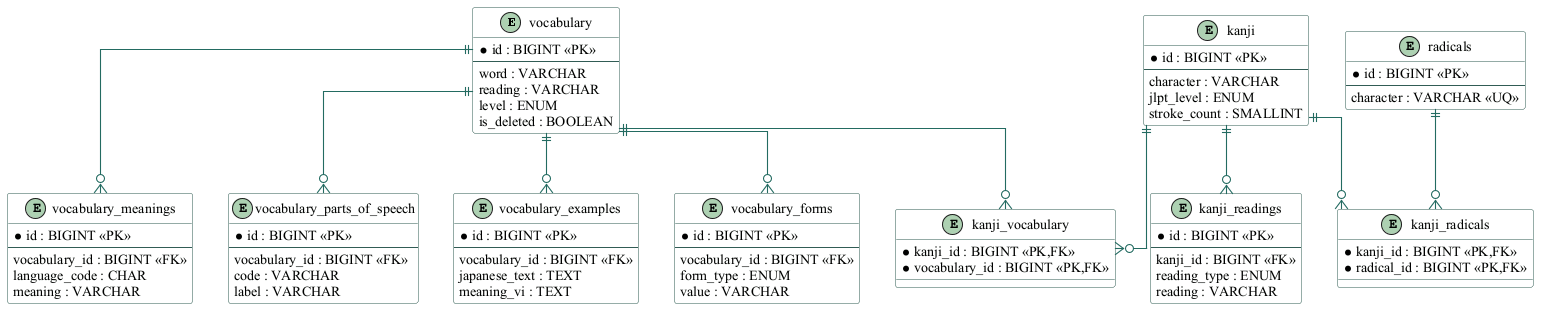 E vocabulary
id : BIGINT «PK»
word : VARCHAR
reading : VARCHAR
level : ENUM
is_deleted : BOOLEAN
E kanji
id : BIGINT «PK»
character : VARCHAR
jlpt_level : ENUM
stroke_count : SMALLINT
E radicals
id : BIGINT «PK»
character : VARCHAR «UQ»
E vocabulary_meanings
id : BIGINT «PK»
vocabulary_id : BIGINT «FK»
language_code : CHAR
meaning : VARCHAR
E vocabulary_parts_of_speech
id : BIGINT «PK»
vocabulary_id : BIGINT «FK»
code : VARCHAR
label : VARCHAR
E vocabulary_examples
id : BIGINT «PK»
vocabulary_id : BIGINT «FK»
japanese_text : TEXT
meaning_vi : TEXT
E vocabulary_forms
id : BIGINT «PK»
vocabulary_id : BIGINT «FK»
form_type : ENUM
value : VARCHAR
E kanji_vocabulary
kanji_id : BIGINT «PK,FK»
vocabulary_id : BIGINT «PK,FK»
E kanji_readings
id : BIGINT «PK»
kanji_id : BIGINT «FK»
reading_type : ENUM
reading : VARCHAR
E kanji_radicals
kanji_id : BIGINT «PK,FK»
radical_id : BIGINT «PK,FK»